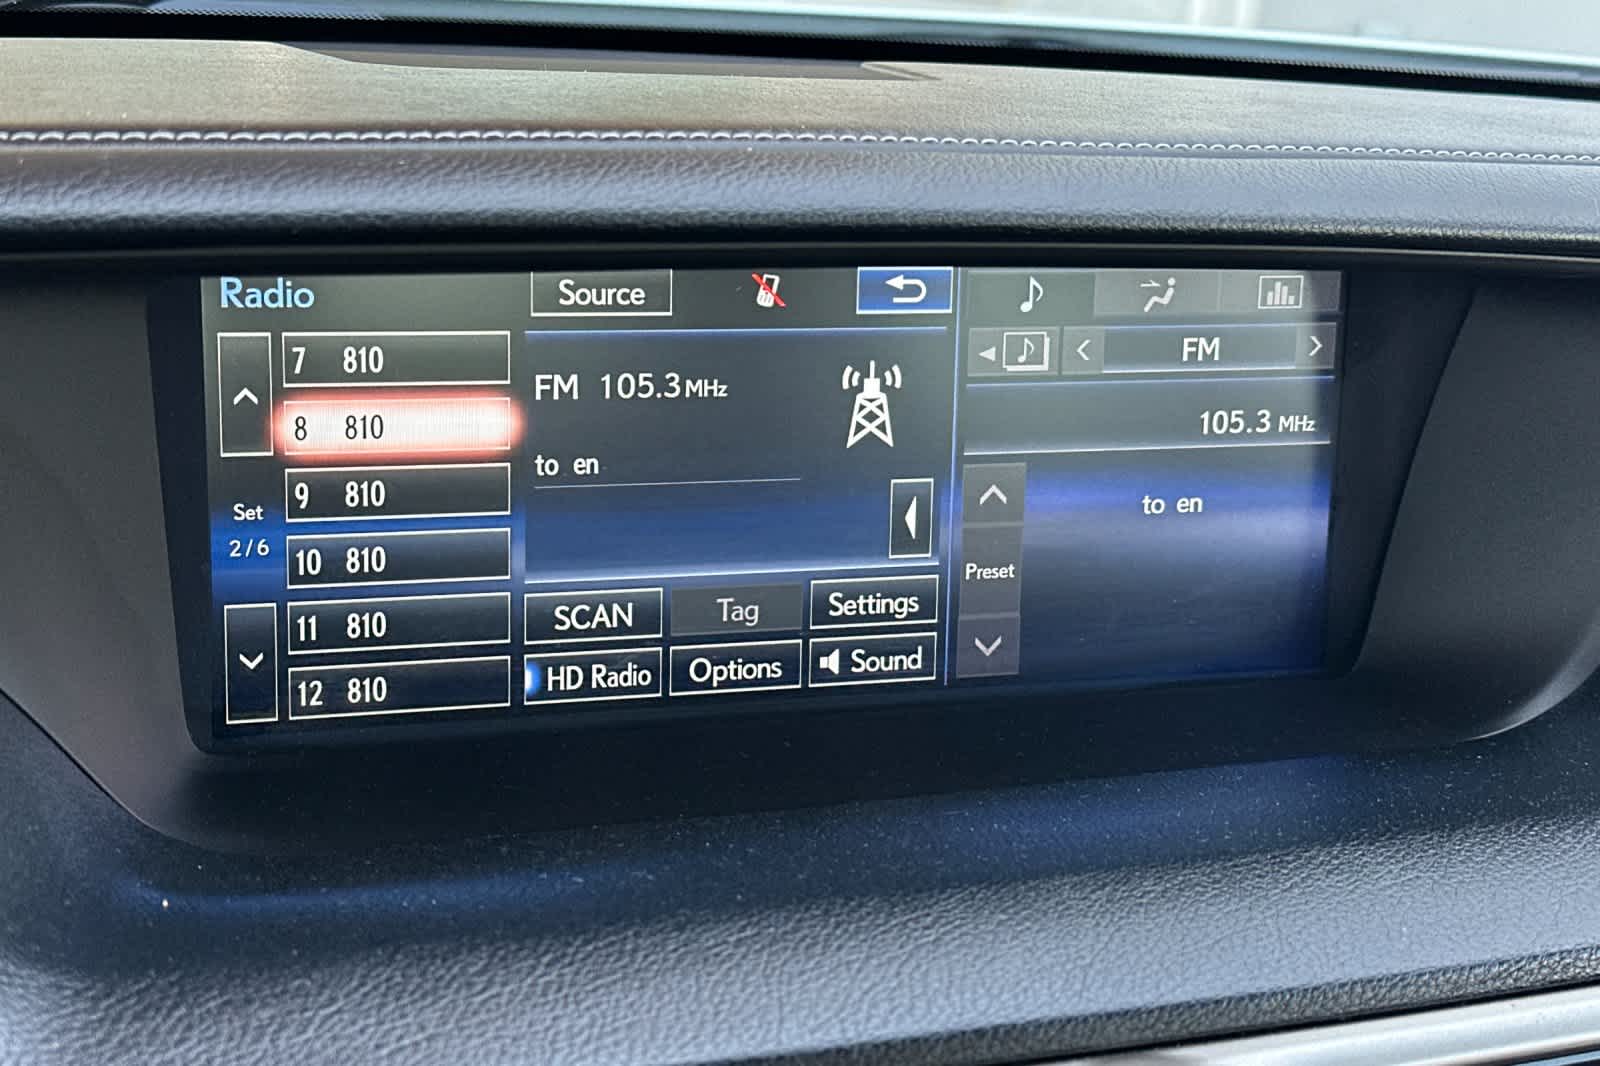 Radio
Source
7 810
8 810
9 810
10 810
11 810
12 810
Set
2/6
FM 105.3 MHz
to en
SCAN
Tag
Settings
HD Radio
Options
Sound
FM
105.3 MHz
to en
Preset